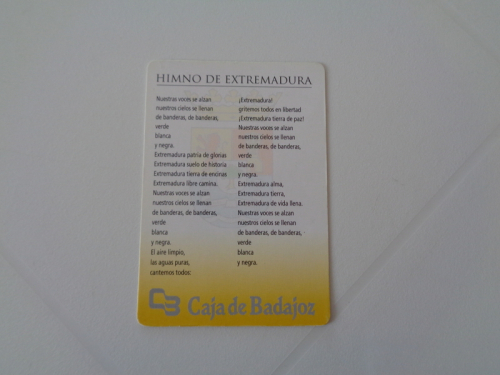 HIMNO DE EXTREMADURA
Nuestras voces se alzan
nuestros cielos se llenan
de banderas, de banderas,
verde
blanca
y negra.
Extremadura patria de glorias
Extremadura suelo de historia
Extremadura tierra de encinas
Extremadura libre camina.
Nuestras voces se alzan
nuestros cielos se llenan
de banderas, de banderas,
verde
blanca
y negra.
El aire limpio,
las aguas puras,
cantemos todos:
¡Extremadura!
gritemos todos en libertad
¡Extremadura tierra de paz!
Nuestras voces se alzan
nuestros cielos se llenan
de banderas, de banderas,
verde
blanca
y negra.
Extremadura alma,
Extremadura tierra,
Extremadura de vida llena.
Nuestras voces se alzan
nuestros cielos se llenan
de banderas, de banderas,
verde
blanca
y negra.
CB Caja de Badajoz